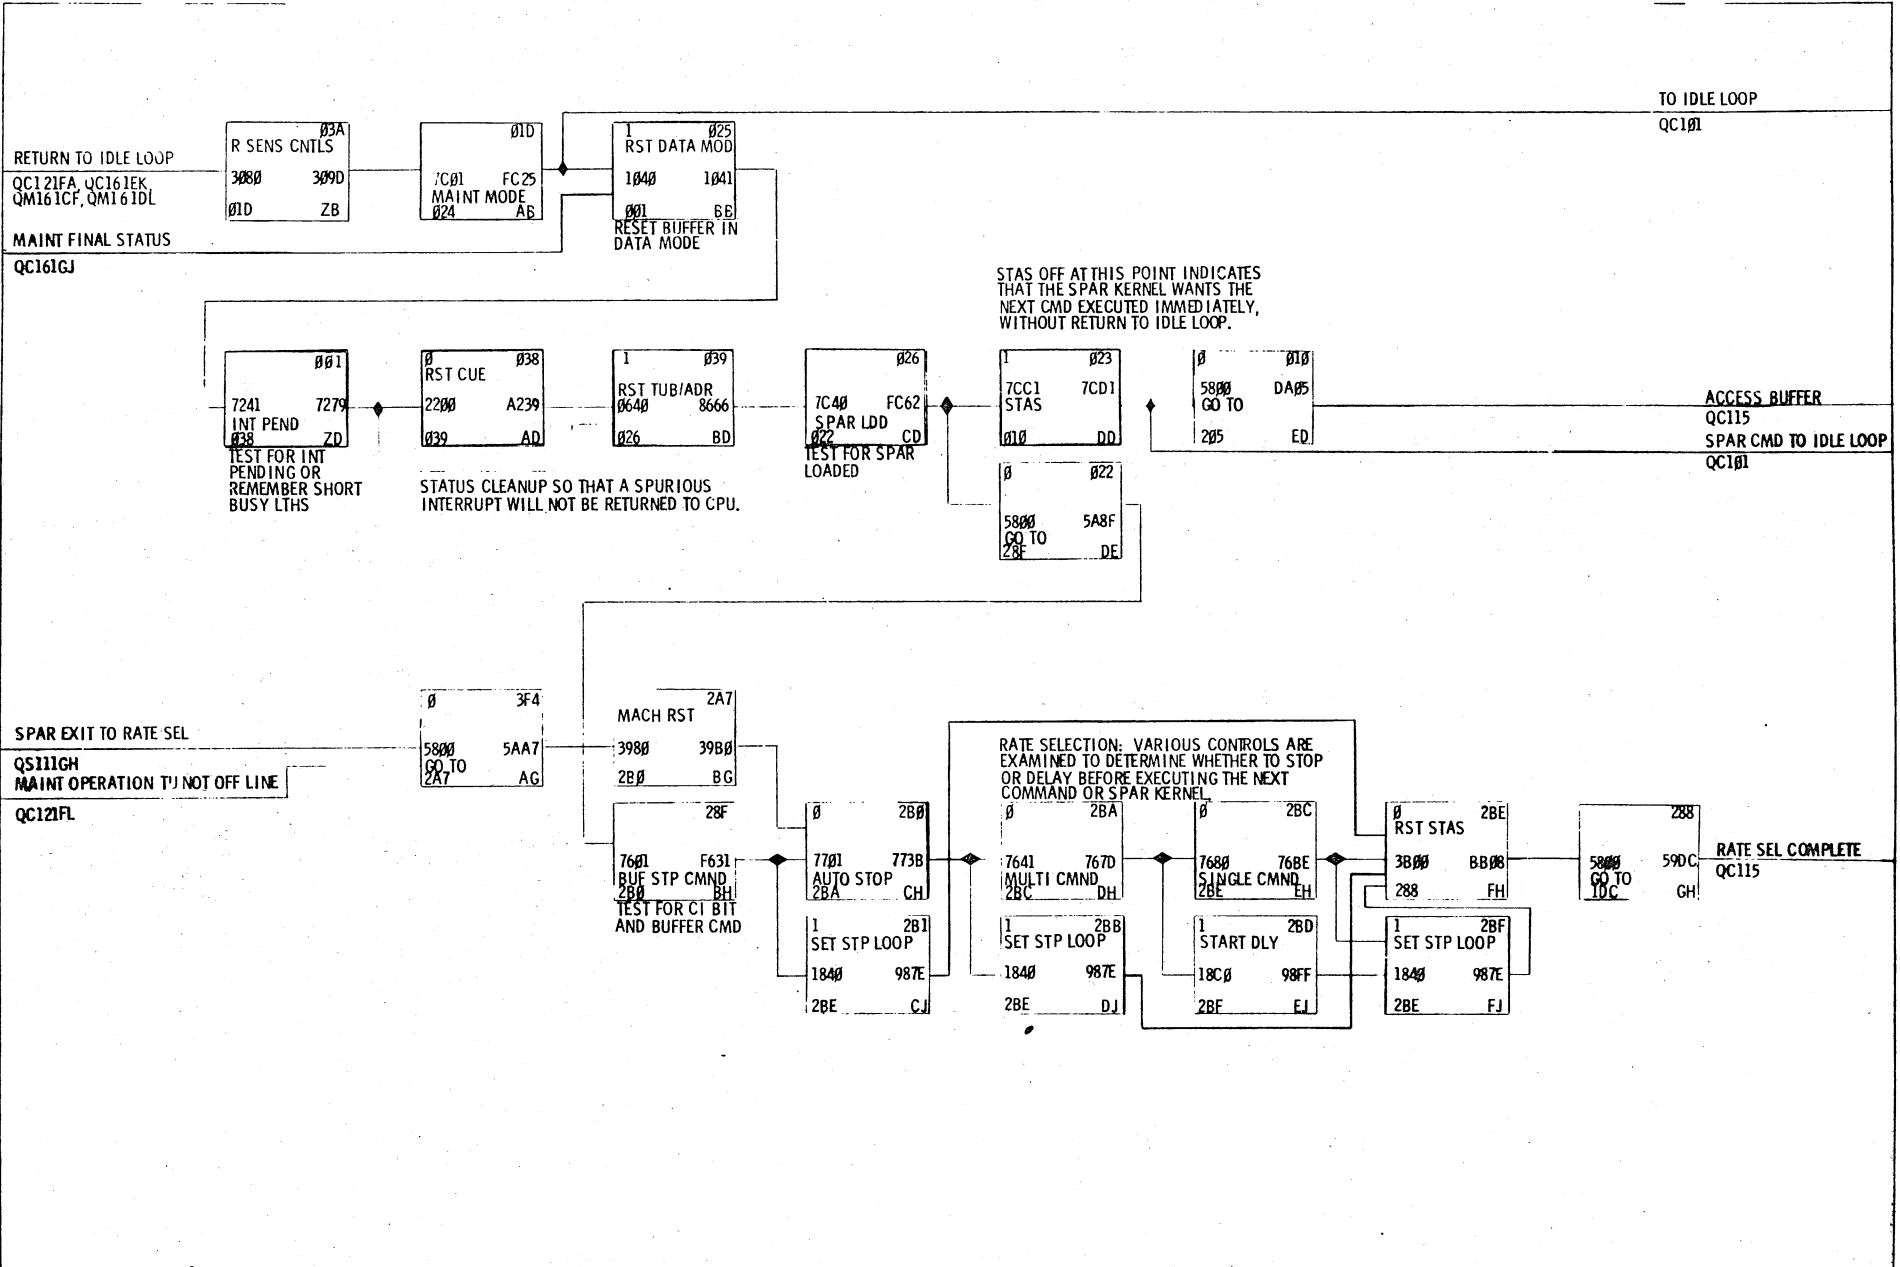 TO IDLE LOOP
QC1Ø1
RETURN TO IDLE LOOP
QC121FA, QC161EK,
QM161CF, QM161DL
Ø3A
R SENS CNTLS
3Ø8Ø 3Ø9D
Ø1D ZB
Ø1D
7CØ1 FC25
MAINT MODE
Ø24 AB
1 Ø25
RST DATA MOD
1Ø4Ø 1Ø41
ØØ1 BB
RESET BUFFER IN
DATA MODE
MAINT FINAL STATUS
QC161GJ
STAS OFF AT THIS POINT INDICATES
THAT THE SPAR KERNEL WANTS THE
NEXT CMD EXECUTED IMMEDIATELY,
WITHOUT RETURN TO IDLE LOOP.
ØØ1
7241 7279
INT PEND
Ø38 ZD
TEST FOR INT
PENDING OR
REMEMBER SHORT
BUSY LTHS
Ø Ø38
RST CUE
22ØØ A239
Ø39 AD
STATUS CLEANUP SO THAT A SPURIOUS
INTERRUPT WILL NOT BE RETURNED TO CPU.
1 Ø39
RST TUB/ADR
Ø64Ø 8666
Ø26 BD
Ø26
7C4Ø FC62
SPAR LDD
Ø22 CD
TEST FOR SPAR
LOADED
1 Ø23
7CC1 7CD1
STAS
Ø1Ø DD
Ø Ø1Ø
58ØØ DAØ5
GO TO
2Ø5 ED
ACCESS BUFFER
QC115
SPAR CMD TO IDLE LOOP
QC1Ø1
Ø Ø22
58ØØ 5A8F
GO TO
28F DE
SPAR EXIT TO RATE SEL
QS111GH
MAINT OPERATION TU NOT OFF LINE
QC121FL
Ø 3F4
58ØØ 5AA7
GO TO
2A7 AG
2A7
MACH RST
398Ø 39BØ
2BØ BG
RATE SELECTION: VARIOUS CONTROLS ARE
EXAMINED TO DETERMINE WHETHER TO STOP
OR DELAY BEFORE EXECUTING THE NEXT
COMMAND OR SPAR KERNEL.
28F
76Ø1 F631
BUF STP CMND
2BØ BH
TEST FOR CI BIT
AND BUFFER CMD
Ø 2BØ
77Ø1 773B
AUTO STOP
2BA CH
Ø 2BA
7641 767D
MULTI CMND
2BC DH
Ø 2BC
768Ø 76BE
SINGLE CMND
2BE EH
Ø 2BE
RST STAS
3BØØ BBØ8
288 FH
288
58ØØ 59DC
GO TO
1DC GH
RATE SEL COMPLETE
QC115
1 2B1
SET STP LOOP
184Ø 987E
2BE CJ
1 2BB
SET STP LOOP
184Ø 987E
2BE DJ
1 2BD
START DLY
18CØ 98FF
2BF EJ
1 2BF
SET STP LOOP
184Ø 987E
2BE FJ